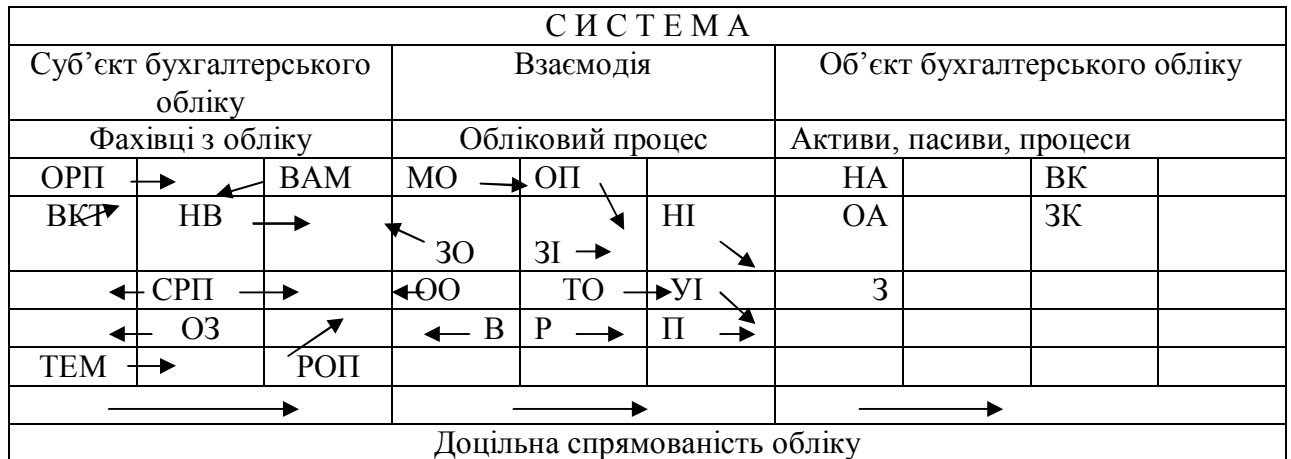 С И С Т Е М А
Суб’єкт бухгалтерського обліку Взаємодія Об’єкт бухгалтерського обліку
Фахівці з обліку Обліковий процес Активи, пасиви, процеси
ОРП ВАМ МО ОП НА ВК
ВКТ НВ ЗО ЗІ НІ ОА ЗК
СРП ОО ТО УІ З
ОЗ В Р П
ТЕМ РОП
Доцільна спрямованість обліку